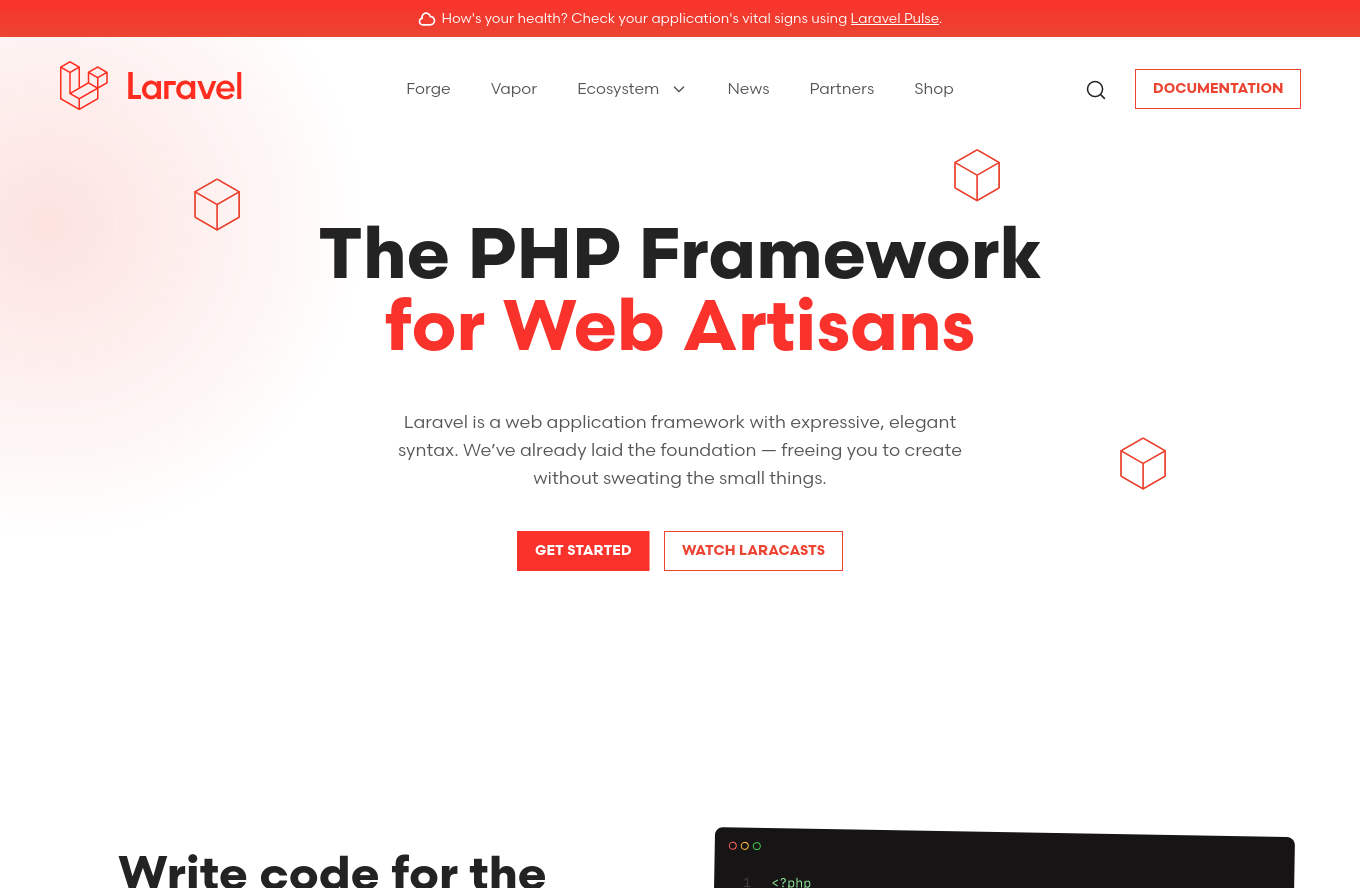 How's your health? Check your application's vital signs using Laravel Pulse.
Laravel
Forge
Vapor
Ecosystem
News
Partners
Shop
DOCUMENTATION
The PHP Framework
for Web Artisans
Laravel is a web application framework with expressive, elegant
syntax. We’ve already laid the foundation — freeing you to create
without sweating the small things.
GET STARTED
WATCH LARACASTS
Write code for the
1 <?php